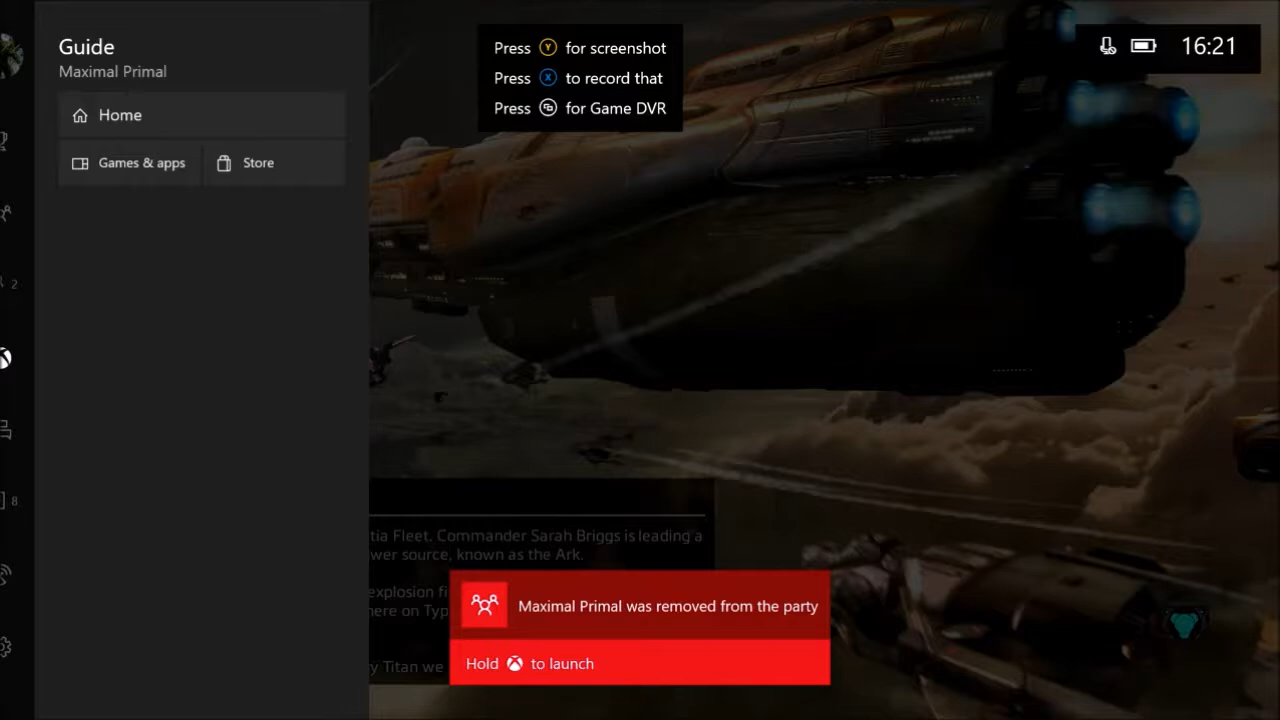 Guide
Maximal Primal
Home
Games & apps
Store
2
8
Press Y for screenshot
Press X to record that
Press for Game DVR
16:21
tia Fleet. Commander Sarah Briggs is leading a
wer source, known as the Ark.
explosion fi
here on Typ
y Titan we
Maximal Primal was removed from the party
Hold to launch